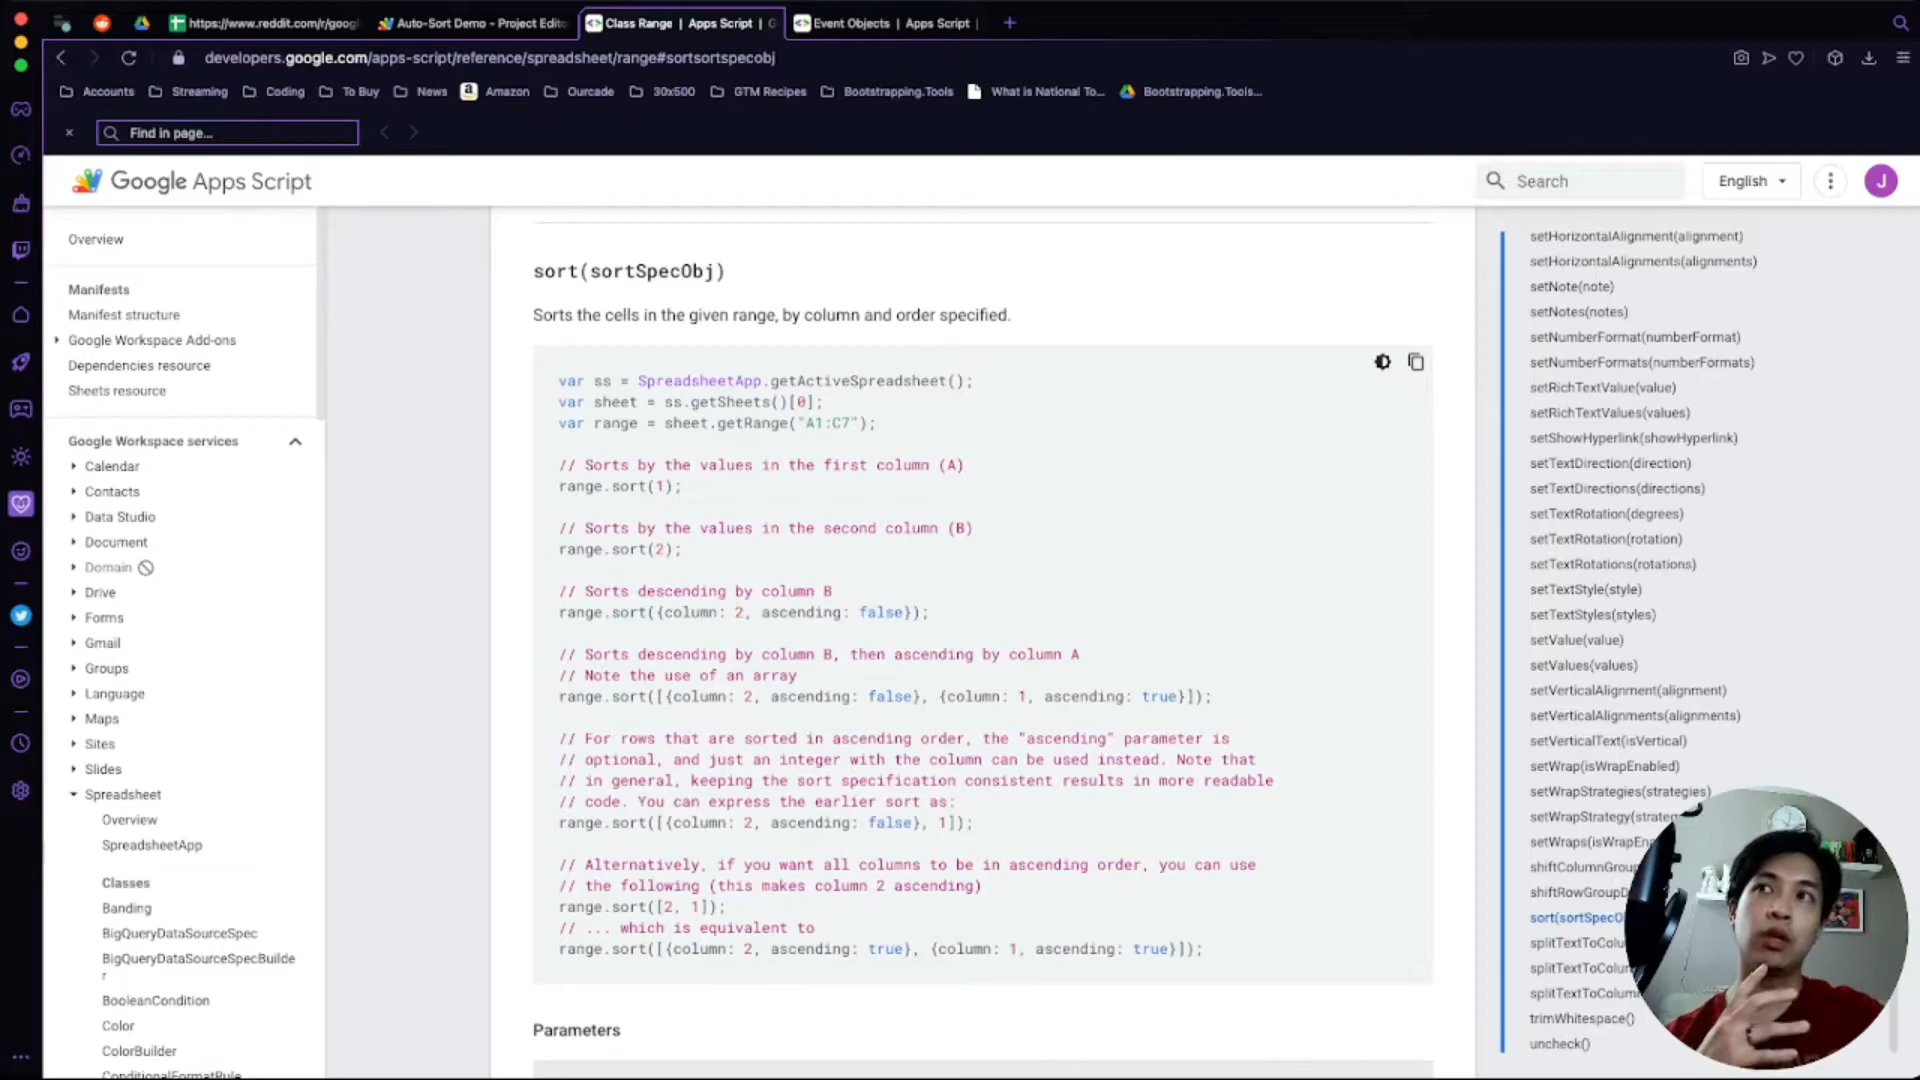 https://www.reddit.com/r/goog
Auto-Sort Demo - Project Edito
Class Range | Apps Script | G
Event Objects | Apps Script |
developers.google.com/apps-script/reference/spreadsheet/range#sortsortspecobj
Accounts
Streaming
Coding
To Buy
News
Amazon
Ourcade
30x500
GTM Recipes
Bootstrapping.Tools
What is National To...
Bootstrapping.Tools...
Find in page...
Google Apps Script
Search
English
J
Overview
Manifests
Manifest structure
Google Workspace Add-ons
Dependencies resource
Sheets resource
Google Workspace services
Calendar
Contacts
Data Studio
Document
Domain
Drive
Forms
Gmail
Groups
Language
Maps
Sites
Slides
Spreadsheet
Overview
SpreadsheetApp
Classes
Banding
BigQueryDataSourceSpec
BigQueryDataSourceSpecBuilde
r
BooleanCondition
Color
ColorBuilder
ConditionalFormatRule
sort(sortSpecObj)
Sorts the cells in the given range, by column and order specified.
var ss = SpreadsheetApp.getActiveSpreadsheet();
var sheet = ss.getSheets()[0];
var range = sheet.getRange("A1:C7");
// Sorts by the values in the first column (A)
range.sort(1);
// Sorts by the values in the second column (B)
range.sort(2);
// Sorts descending by column B
range.sort({column: 2, ascending: false});
// Sorts descending by column B, then ascending by column A
// Note the use of an array
range.sort([{column: 2, ascending: false}, {column: 1, ascending: true}]);
// For rows that are sorted in ascending order, the "ascending" parameter is
// optional, and just an integer with the column can be used instead. Note that
// in general, keeping the sort specification consistent results in more readable
// code. You can express the earlier sort as:
range.sort([{column: 2, ascending: false}, 1]);
// Alternatively, if you want all columns to be in ascending order, you can use
// the following (this makes column 2 ascending)
range.sort([2, 1]);
// ... which is equivalent to
range.sort([{column: 2, ascending: true}, {column: 1, ascending: true}]);
Parameters
setHorizontalAlignment(alignment)
setHorizontalAlignments(alignments)
setNote(note)
setNotes(notes)
setNumberFormat(numberFormat)
setNumberFormats(numberFormats)
setRichTextValue(value)
setRichTextValues(values)
setShowHyperlink(showHyperlink)
setTextDirection(direction)
setTextDirections(directions)
setTextRotation(degrees)
setTextRotation(rotation)
setTextRotations(rotations)
setTextStyle(style)
setTextStyles(styles)
setValue(value)
setValues(values)
setVerticalAlignment(alignment)
setVerticalAlignments(alignments)
setVerticalText(isVertical)
setWrap(isWrapEnabled)
setWrapStrategies(strategies)
setWrapStrategy(strateg
setWraps(isWrapEna
shiftColumnGroup
shiftRowGroupD
sort(sortSpecO
splitTextToColu
splitTextToColum
splitTextToColumn
trimWhitespace()
uncheck()